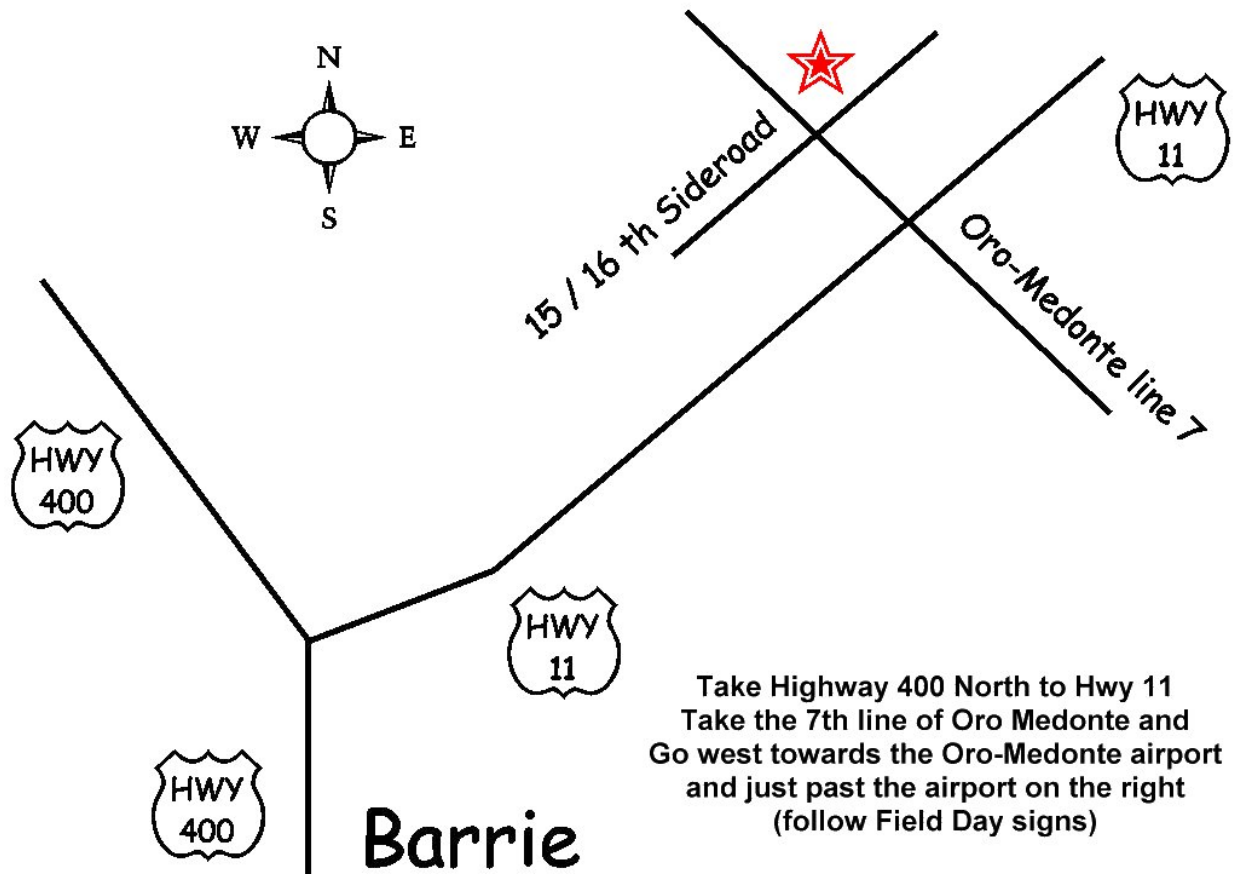 N
W
E
S
15 / 16 th Sideroad
HWY
11
Oro-Medonte line 7
HWY
400
HWY
11
HWY
400
Barrie
Take Highway 400 North to Hwy 11
Take the 7th line of Oro Medonte and
Go west towards the Oro-Medonte airport
and just past the airport on the right
(follow Field Day signs)